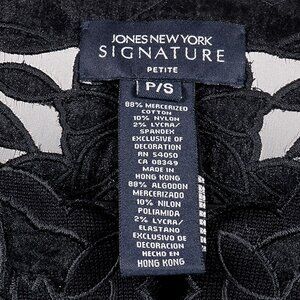 JONES NEW YORK
SIGNATURE
PETITE
P/S
88% MERCERIZED
COTTON
10% NYLON
2% LYCRA/
SPANDEX
EXCLUSIVE OF
DECORATION
RN 54050
CA 08349
MADE IN
HONG KONG
88% ALGODON
MERCERIZADO
10% NILON
POLIAMIDA
2% LYCRA/
ELASTANO
EXCLUSIVO DE
DECORACION
HECHO EN
HONG KONG